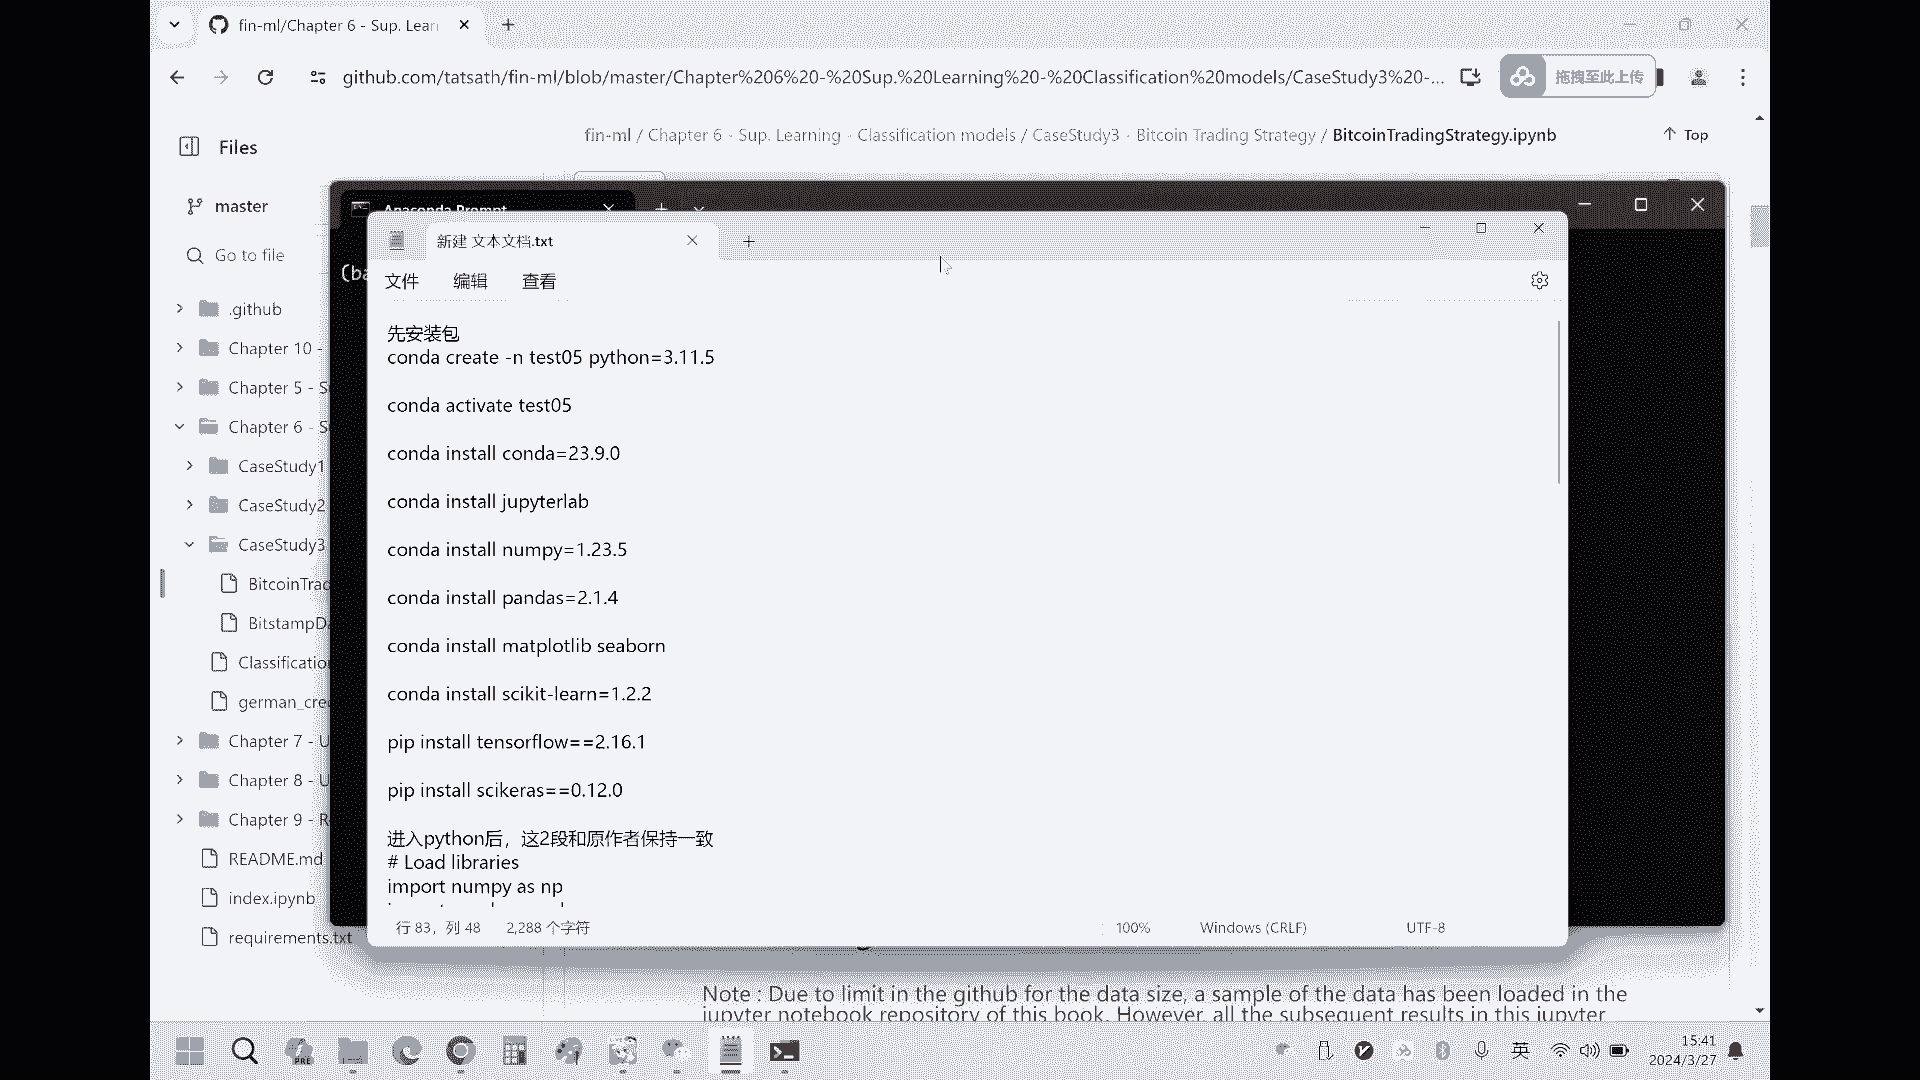 fin-ml/Chapter 6 - Sup. Lear
github.com/tatsath/fin-ml/blob/master/Chapter%206%20-%20Sup.%20Learning%20-%20Classification%20models/CaseStudy3%20-...
拖拽至此上传
Files
fin-ml / Chapter 6 - Sup. Learning - Classification models / CaseStudy3 - Bitcoin Trading Strategy / BitcoinTradingStrategy.ipynb
Top
master
Go to file
.github
Chapter 10 -
Chapter 5 - S
Chapter 6 - S
CaseStudy1
CaseStudy2
CaseStudy3
BitcoinTrad
BitstampDa
Classification
german_cre
Chapter 7 - U
Chapter 8 - U
Chapter 9 - R
README.md
index.ipynb
requirements.txt
Anaconda Prompt
(ba
新建 文本文档.txt
文件 编辑 查看
先安装包
conda create -n test05 python=3.11.5
conda activate test05
conda install conda=23.9.0
conda install jupyterlab
conda install numpy=1.23.5
conda install pandas=2.1.4
conda install matplotlib seaborn
conda install scikit-learn=1.2.2
pip install tensorflow==2.16.1
pip install scikeras==0.12.0
进入python后，这2段和原作者保持一致
# Load libraries
import numpy as np
行 83，列 48 2,288 个字符 100% Windows (CRLF) UTF-8
Note : Due to limit in the github for the data size, a sample of the data has been loaded in the
jupyter notebook repository of this book. However, all the subsequent results in this jupyter
PRE
英
15:41
2024/3/27